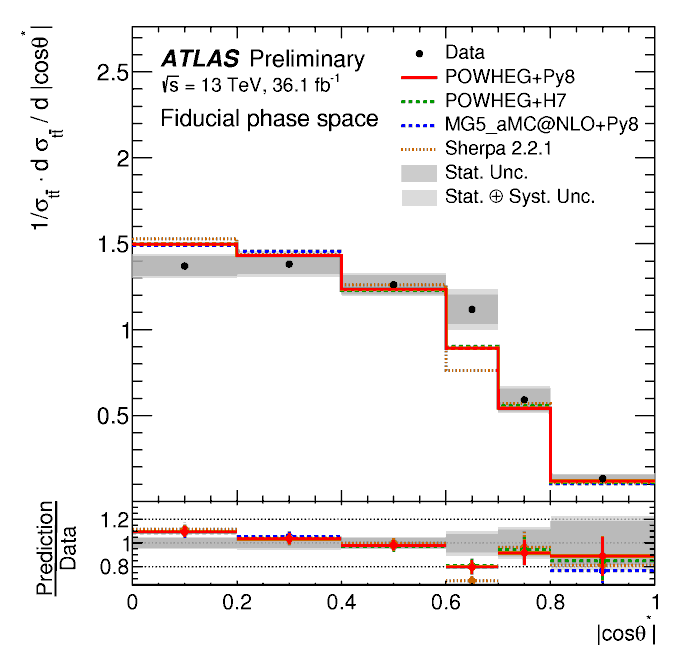 ATLAS Preliminary
√s = 13 TeV, 36.1 fb⁻¹
Fiducial phase space
Data
POWHEG+Py8
POWHEG+H7
MG5_aMC@NLO+Py8
Sherpa 2.2.1
Stat. Unc.
Stat. ⊕ Syst. Unc.
1/σ_tt̄ · d σ_tt̄ / d |cosθ*|
2.5
2
1.5
1
0.5
Prediction
Data
1.2
1
0.8
0 0.2 0.4 0.6 0.8 1
|cosθ*|